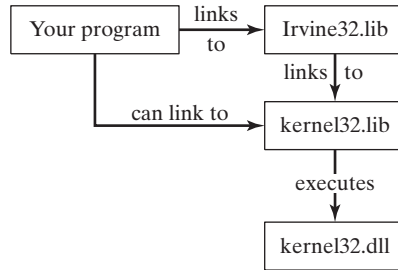 Your program
links
to
Irvine32.lib
links to
can link to
kernel32.lib
executes
kernel32.dll